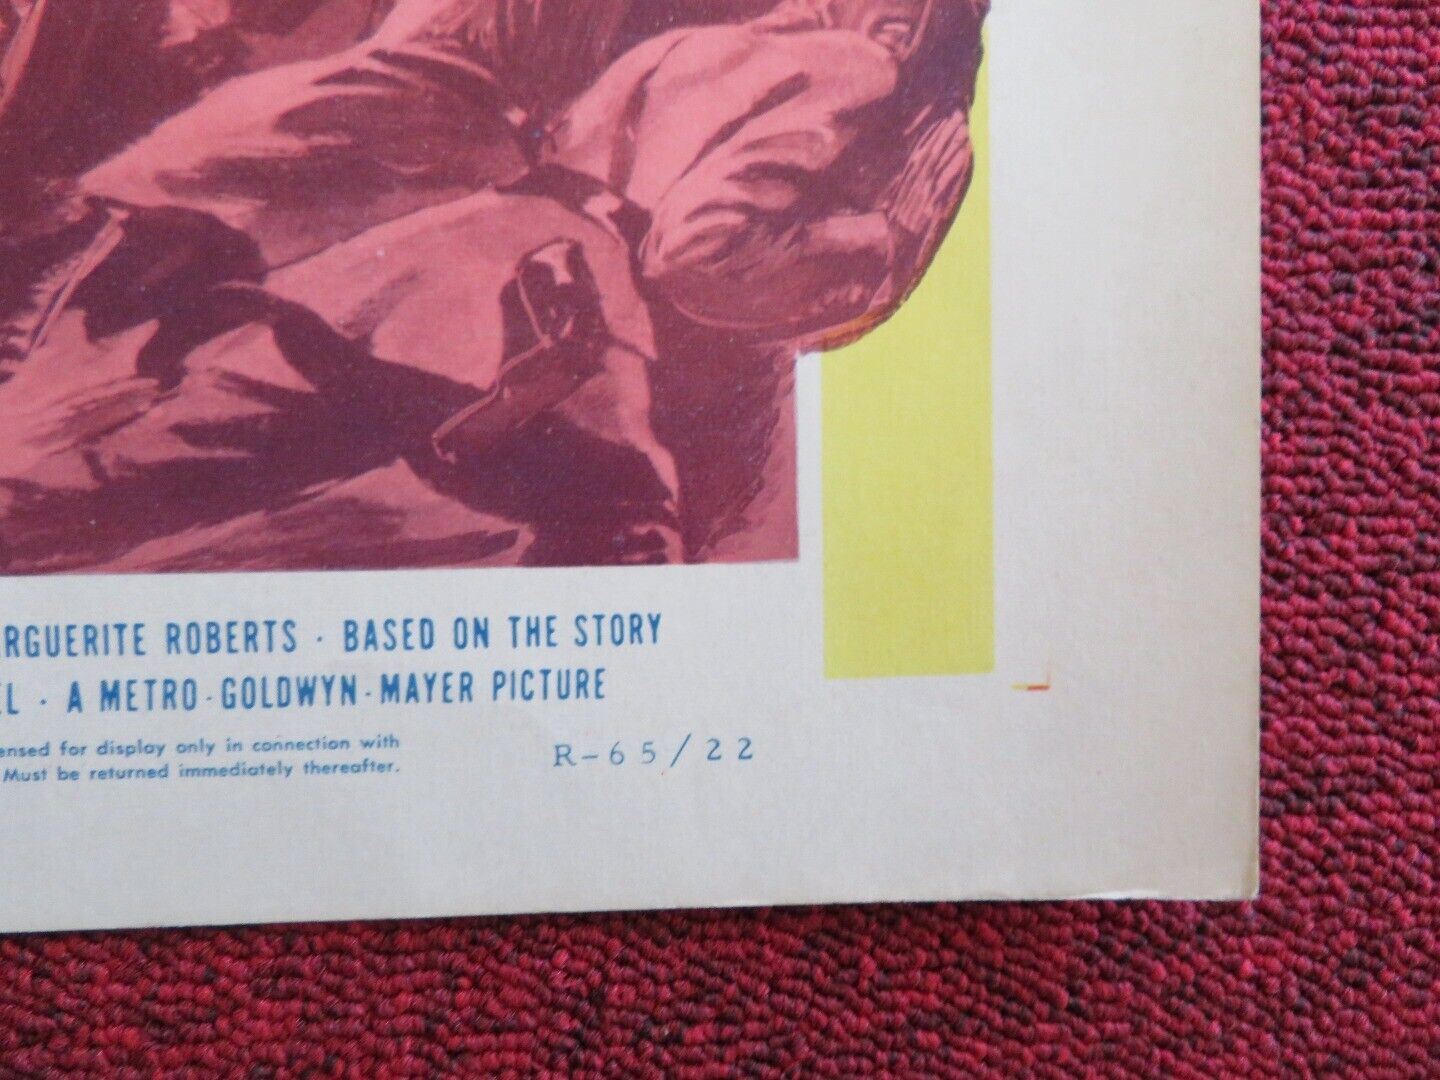 RGUERITE ROBERTS · BASED ON THE STORY
EL · A METRO-GOLDWYN-MAYER PICTURE
ensed for display only in connection with
Must be returned immediately thereafter.
R-65/22